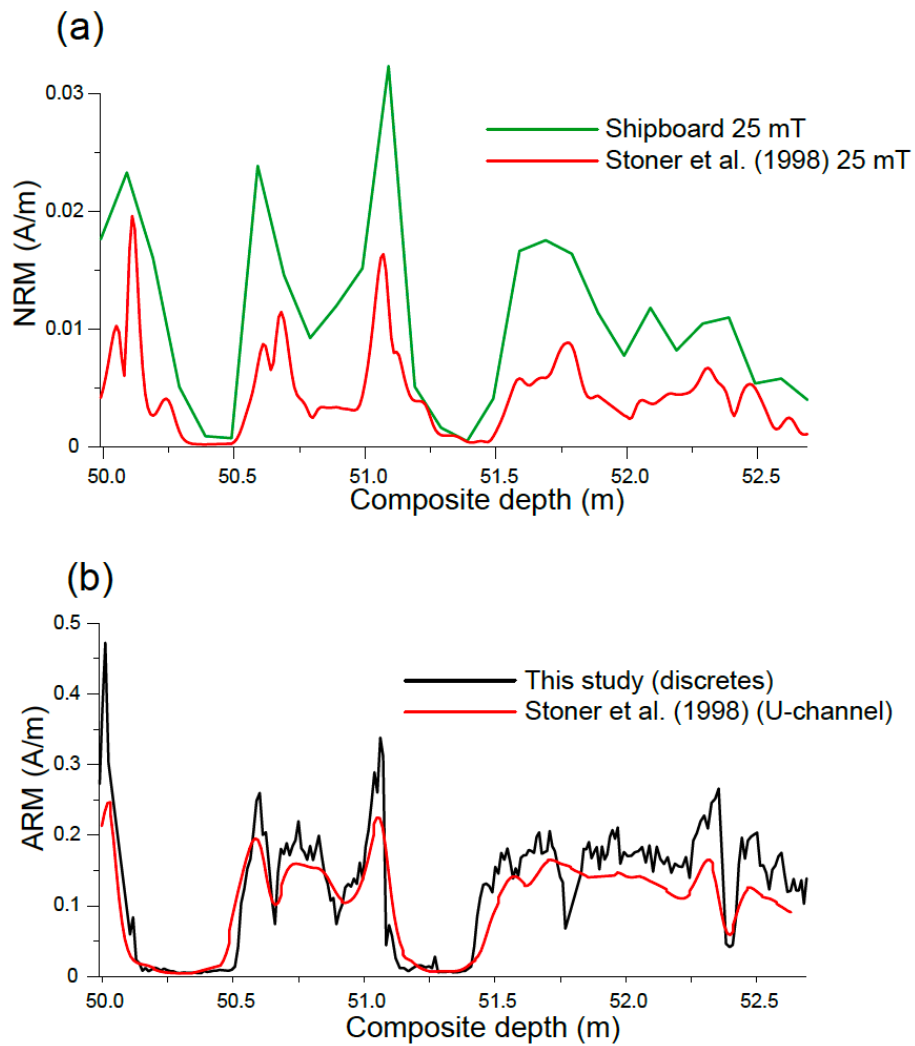 (a)
0.03
0.02
0.01
0
NRM (A/m)
Shipboard 25 mT
Stoner et al. (1998) 25 mT
50.0 50.5 51.0 51.5 52.0 52.5
Composite depth (m)
(b)
0.5
0.4
0.3
0.2
0.1
0
ARM (A/m)
This study (discretes)
Stoner et al. (1998) (U-channel)
50.0 50.5 51.0 51.5 52.0 52.5
Composite depth (m)